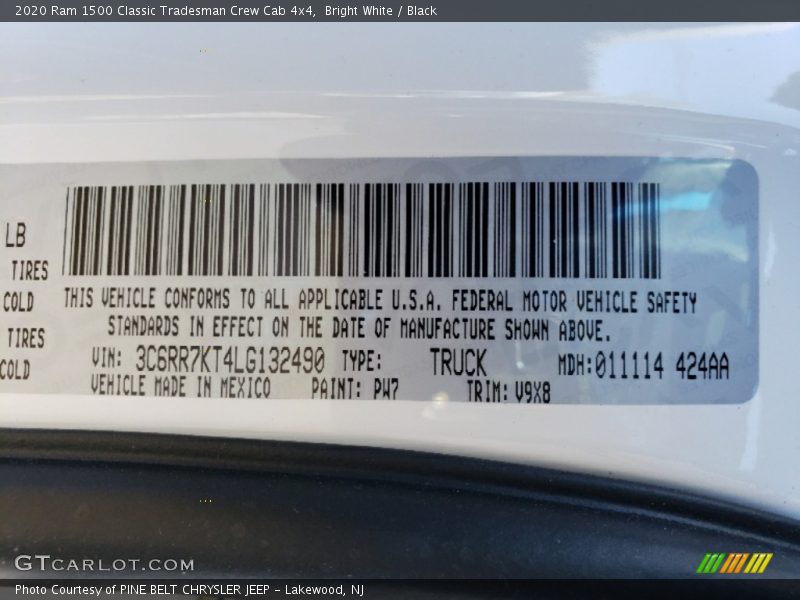 2020 Ram 1500 Classic Tradesman Crew Cab 4x4, Bright White / Black
LB
TIRES
COLD
TIRES
COLD
THIS VEHICLE CONFORMS TO ALL APPLICABLE U.S.A. FEDERAL MOTOR VEHICLE SAFETY
STANDARDS IN EFFECT ON THE DATE OF MANUFACTURE SHOWN ABOVE.
VIN: 3C6RR7KT4LG132490 TYPE: TRUCK MDH:011114 424AA
VEHICLE MADE IN MEXICO PAINT: PW7 TRIM: V9X8
GTCARLOT.COM
Photo Courtesy of PINE BELT CHRYSLER JEEP - Lakewood, NJ